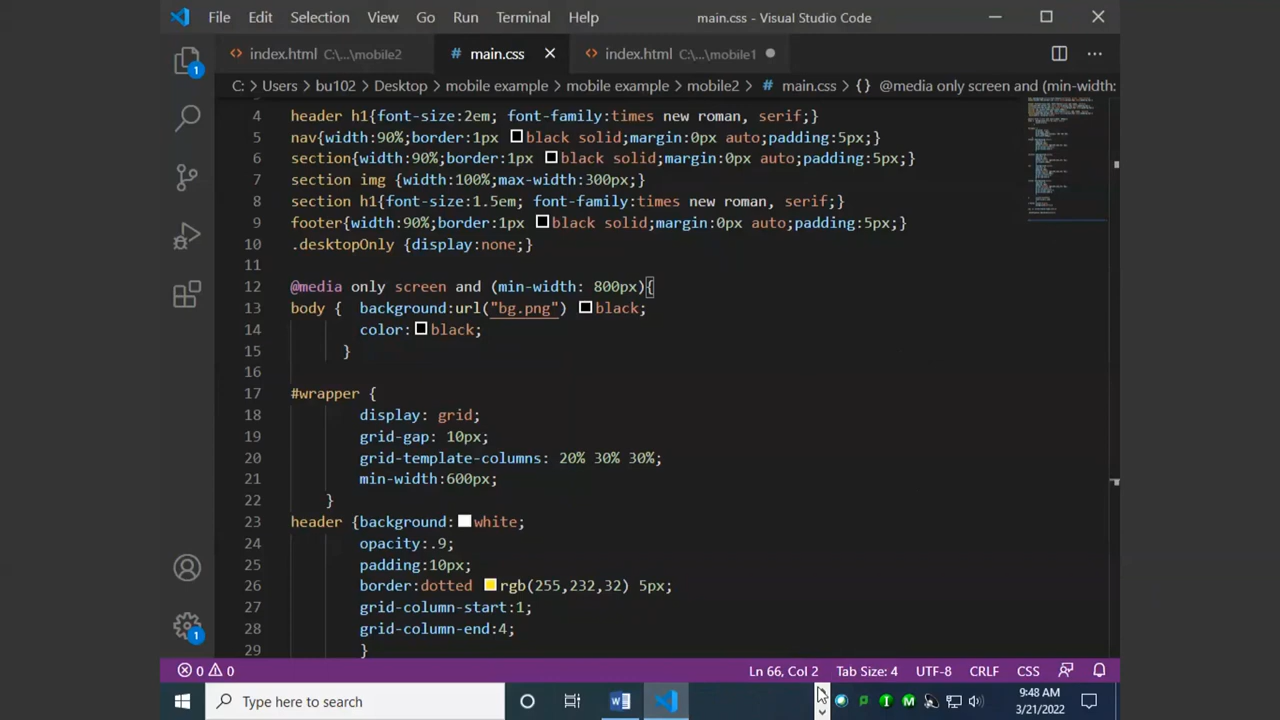 File Edit Selection View Go Run Terminal Help main.css - Visual Studio Code
index.html C:\...\mobile2 # main.css index.html C:\...\mobile1
C: > Users > bu102 > Desktop > mobile example > mobile example > mobile2 > # main.css > {} @media only screen and (min-width:
4 header h1{font-size:2em; font-family:times new roman, serif;}
5 nav{width:90%;border:1px black solid;margin:0px auto;padding:5px;}
6 section{width:90%;border:1px black solid;margin:0px auto;padding:5px;}
7 section img {width:100%;max-width:300px;}
8 section h1{font-size:1.5em; font-family:times new roman, serif;}
9 footer{width:90%;border:1px black solid;margin:0px auto;padding:5px;}
10 .desktopOnly {display:none;}
11
12 @media only screen and (min-width: 800px){
13 body { background:url("bg.png") black;
14 color:black;
15 }
16
17 #wrapper {
18 display: grid;
19 grid-gap: 10px;
20 grid-template-columns: 20% 30% 30%;
21 min-width:600px;
22 }
23 header {background:white;
24 opacity:.9;
25 padding:10px;
26 border:dotted rgb(255,232,32) 5px;
27 grid-column-start:1;
28 grid-column-end:4;
29 }
1
1
0 0 Ln 66, Col 2 Tab Size: 4 UTF-8 CRLF CSS
Type here to search 9:48 AM
3/21/2022